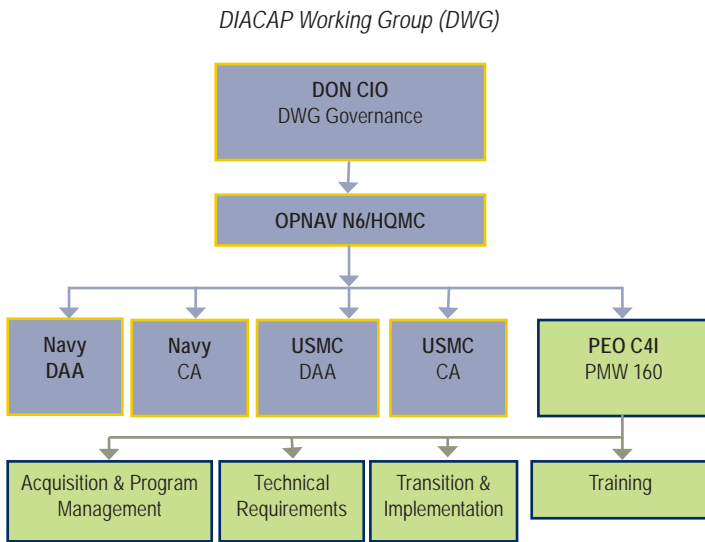 DIACAP Working Group (DWG)
DON CIO
DWG Governance
OPNAV N6/HQMC
Navy
DAA
Navy
CA
USMC
DAA
USMC
CA
PEO C4I
PMW 160
Acquisition & Program
Management
Technical
Requirements
Transition &
Implementation
Training